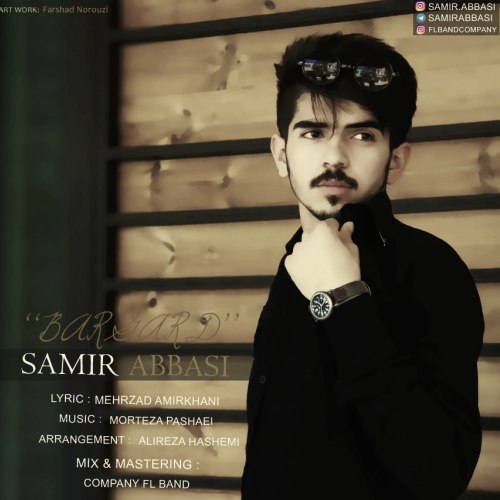 ART WORK: Farshad Norouzi
SAMIR.ABBASI
SAMIRABBASI
FLBANDCOMPANY
“BARGARD”
SAMIR ABBASI
LYRIC : MEHRZAD AMIRKHANI
MUSIC : MORTEZA PASHAEI
ARRANGEMENT : ALIREZA HASHEMI
MIX & MASTERING :
COMPANY FL BAND